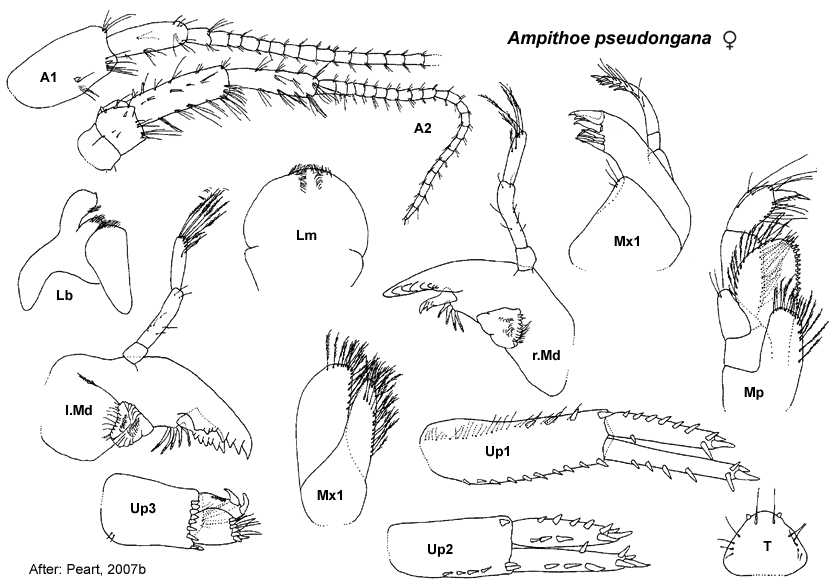 Ampithoe pseudongana ♀
A1
A2
Lm
Mx1
Lb
r.Md
l.Md
Mp
Up1
Mx1
Up3
Up2
T
After: Peart, 2007b